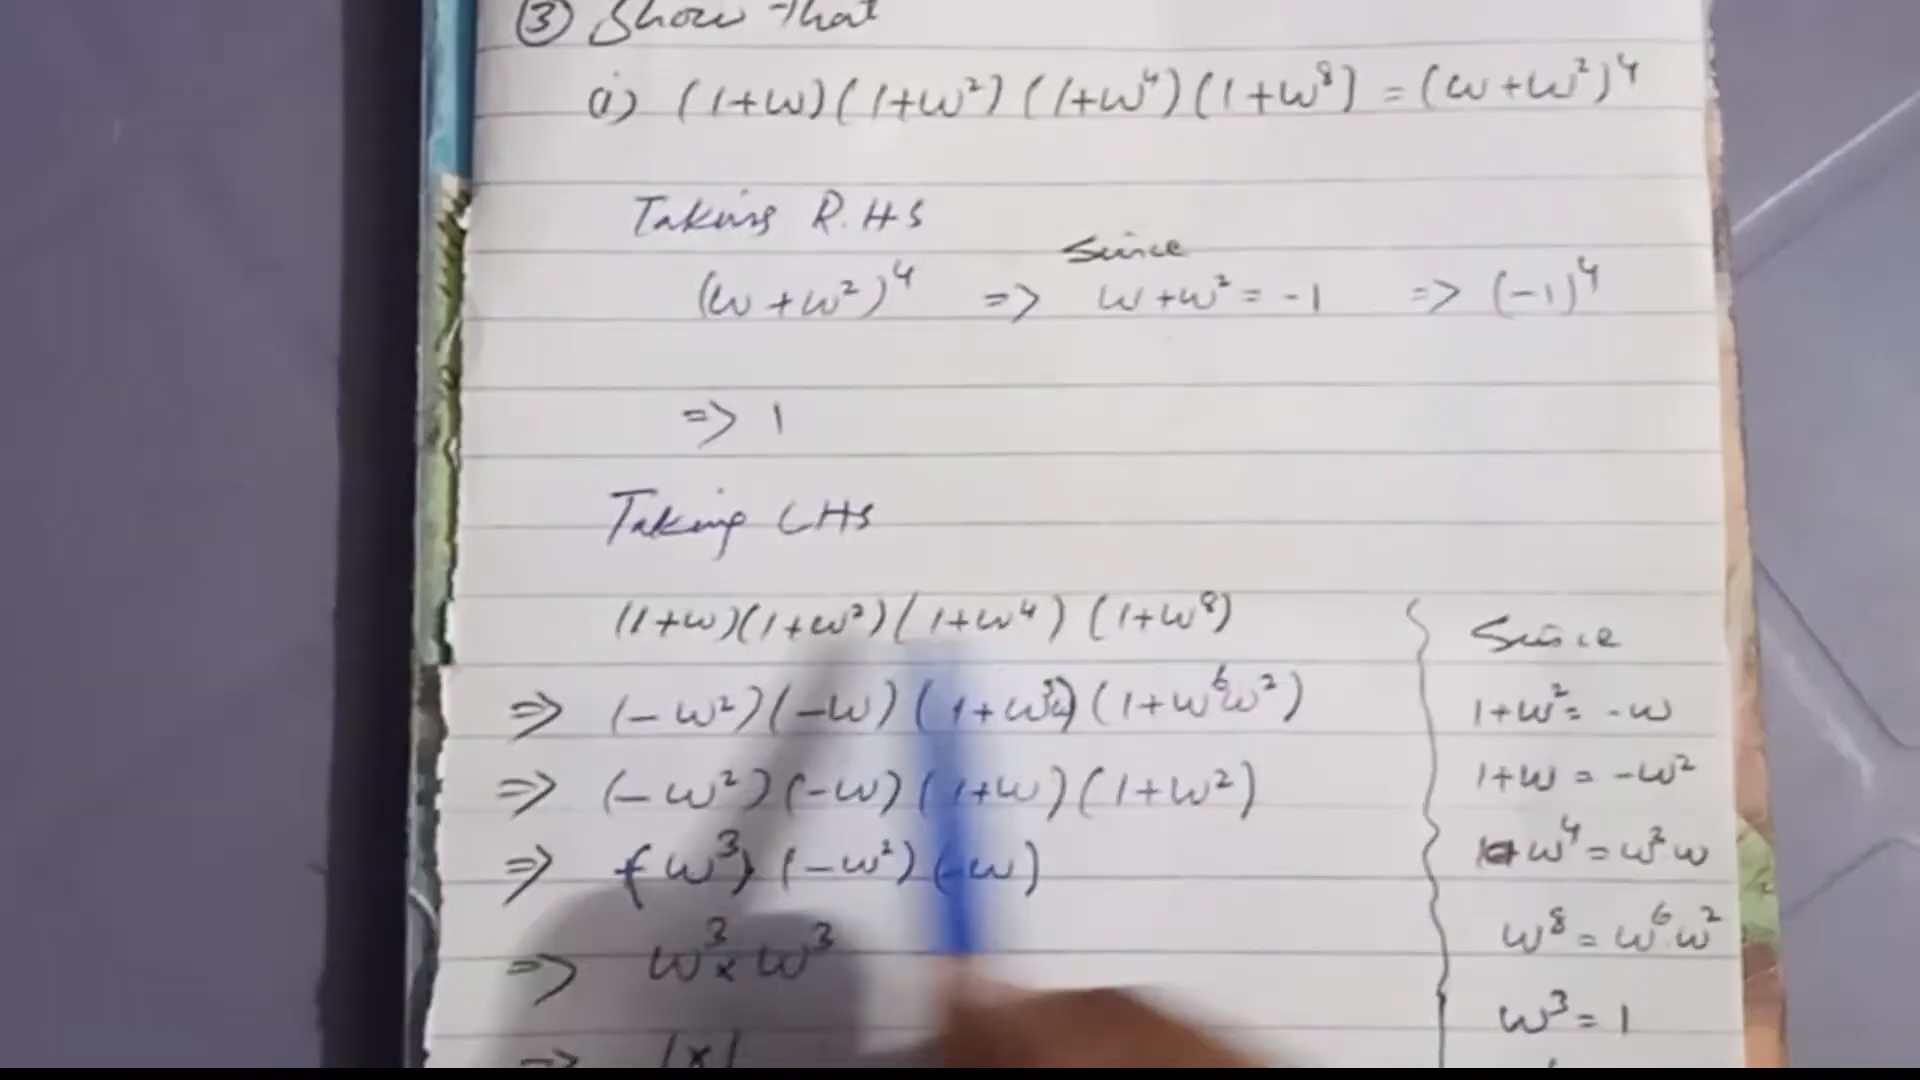 ③ Show that
(i) (1+ω)(1+ω²)(1+ω⁴)(1+ω⁸) = (ω+ω²)⁴
Taking R.H.S
(ω+ω²)⁴ => Since ω+ω² = -1 => (-1)⁴
=> 1
Taking LHS
(1+ω)(1+ω²)(1+ω⁴)(1+ω⁸)
=> (-ω²)(-ω)(1+ω³ω)(1+ω⁶ω²)
=> (-ω²)(-ω)(1+ω)(1+ω²)
=> (ω³)(-ω²)(-ω)
=> ω³×ω³
=> 1×1
Since
1+ω² = -ω
1+ω = -ω²
ω⁴ = ω³ω
ω⁸ = ω⁶ω²
ω³ = 1